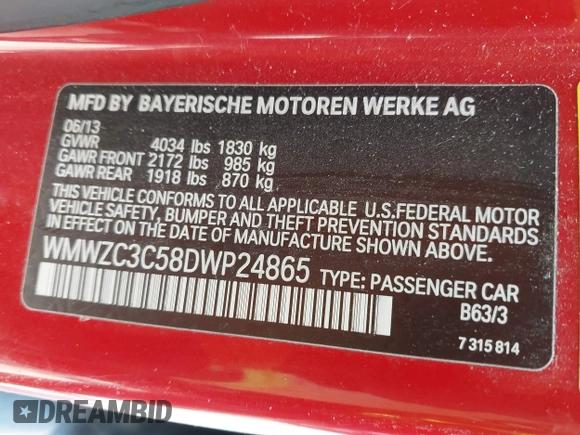 MFD BY BAYERISCHE MOTOREN WERKE AG
06/13
GVWR 4034 lbs 1830 kg
GAWR FRONT 2172 lbs 985 kg
GAWR REAR 1918 lbs 870 kg
THIS VEHICLE CONFORMS TO ALL APPLICABLE U.S.FEDERAL MOTOR
VEHICLE SAFETY, BUMPER AND THEFT PREVENTION STANDARDS
IN EFFECT ON THE DATE OF MANUFACTURE SHOWN ABOVE.
WMWZC3C58DWP24865 TYPE: PASSENGER CAR
B63/3
7 315 814
DREAMBID